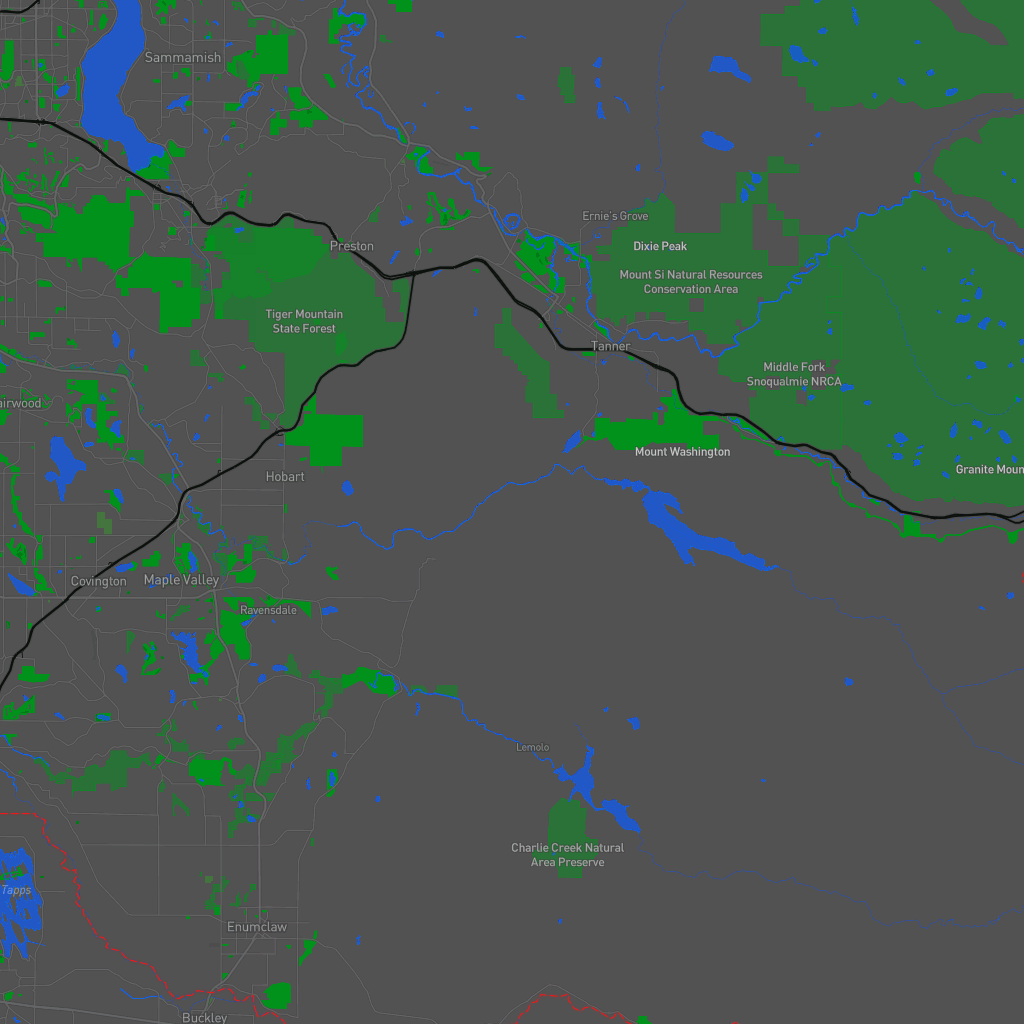 Sammamish
Ernie's Grove
Dixie Peak
Preston
Mount Si Natural Resources
Conservation Area
Tiger Mountain
State Forest
Tanner
Middle Fork
Snoqualmie NRCA
airwood
Mount Washington
Granite Moun
Hobart
Covington
Maple Valley
Ravensdale
Lemolo
Charlie Creek Natural
Area Preserve
Tapps
Enumclaw
Buckley